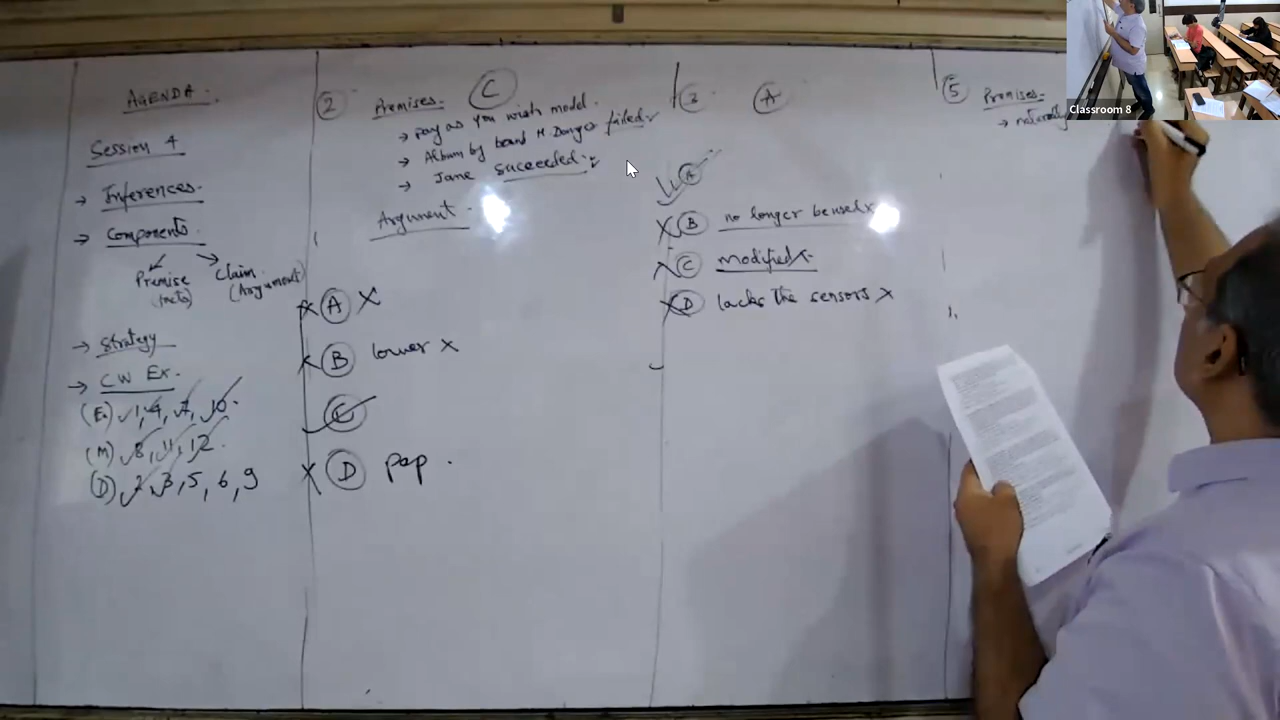 AGENDA.
Session 4
→ Inferences.
→ Components.
Premise (facts)
Claim (Argument)
→ Strategy
→ CW Ex.
(E) 1, 4, 7, 10.
(M) 8, 11, 12.
(D) 2, 3, 5, 6, 9
2
C
Premises:
→ pay as you wish model.
→ Album by band M. Danger failed
→ Jane Succeeded.
Argument.
X A X
X B lower X
C
X D pop.
3
A
A
X B no longer X
X C modified X
X D lacks the sensors X
5
Premises.
→
Classroom 8